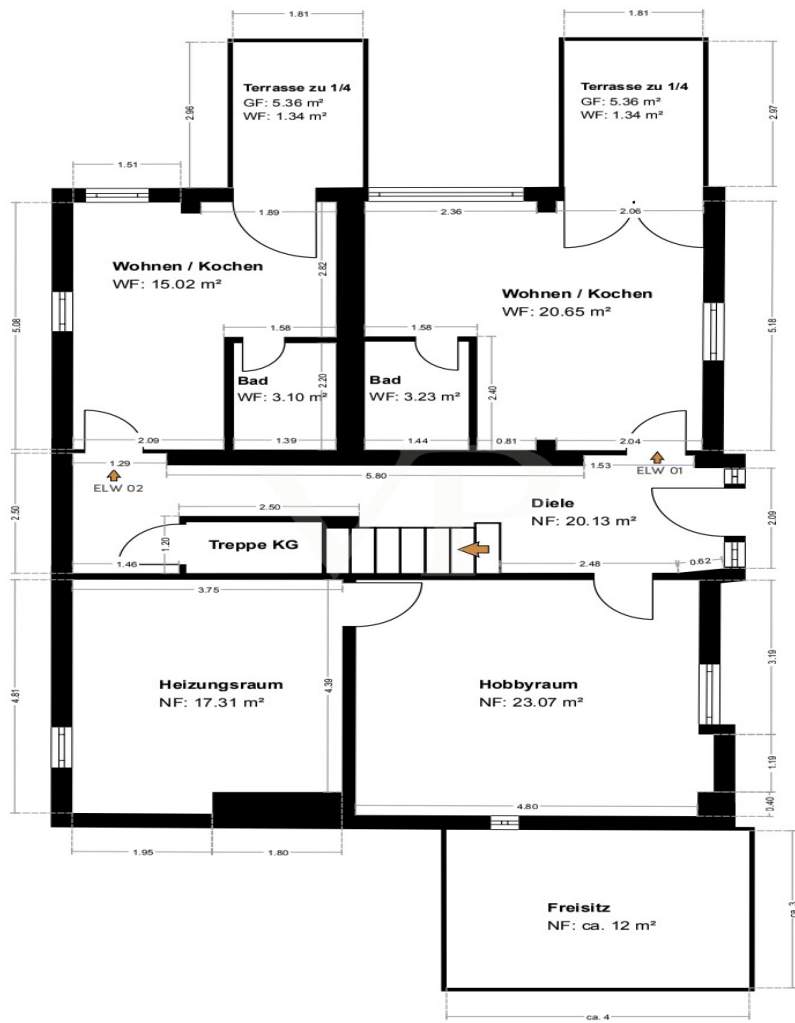 1.81
1.81
Terrasse zu 1/4
GF: 5.36 m²
WF: 1.34 m²
Terrasse zu 1/4
GF: 5.36 m²
WF: 1.34 m²
2.96
2.97
1.51
1.89
2.36
2.06
Wohnen / Kochen
WF: 15.02 m²
2.82
Wohnen / Kochen
WF: 20.65 m²
5.08
5.18
1.58
1.58
Bad
WF: 3.10 m²
2.20
Bad
WF: 3.23 m²
2.40
2.09
1.39
1.44
0.81
2.04
1.29
ELW 02
5.80
1.53
ELW 01
VP
2.50
2.50
Diele
NF: 20.13 m²
2.09
1.20
Treppe KG
1.46
2.48
0.62
3.75
4.81
4.39
Heizungsraum
NF: 17.31 m²
Hobbyraum
NF: 23.07 m²
3.19
1.19
0.40
4.80
1.95
1.80
Freisitz
NF: ca. 12 m²
ca. 3
ca. 4